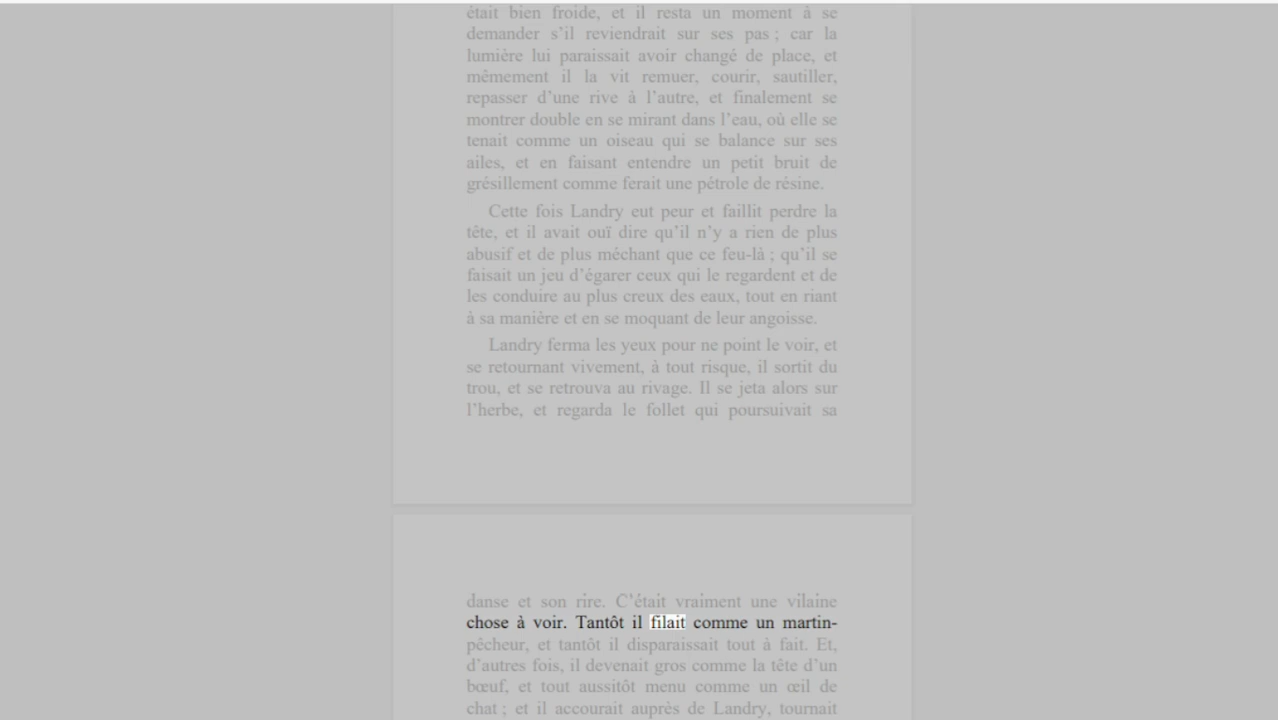 était bien froide, et il resta un moment à se
demander s’il reviendrait sur ses pas ; car la
lumière lui paraissait avoir changé de place, et
mêmement il la vit remuer, courir, sautiller,
repasser d’une rive à l’autre, et finalement se
montrer double en se mirant dans l’eau, où elle se
tenait comme un oiseau qui se balance sur ses
ailes, et en faisant entendre un petit bruit de
grésillement comme ferait une pétrole de résine.
Cette fois Landry eut peur et faillit perdre la
tête, et il avait ouï dire qu’il n’y a rien de plus
abusif et de plus méchant que ce feu-là ; qu’il se
faisait un jeu d’égarer ceux qui le regardent et de
les conduire au plus creux des eaux, tout en riant
à sa manière et en se moquant de leur angoisse.
Landry ferma les yeux pour ne point le voir, et
se retournant vivement, à tout risque, il sortit du
trou, et se retrouva au rivage. Il se jeta alors sur
l’herbe, et regarda le follet qui poursuivait sa
danse et son rire. C’était vraiment une vilaine
chose à voir. Tantôt il filait comme un martin-
pêcheur, et tantôt il disparaissait tout à fait. Et,
d’autres fois, il devenait gros comme la tête d’un
bœuf, et tout aussitôt menu comme un œil de
chat ; et il accourait auprès de Landry, tournait